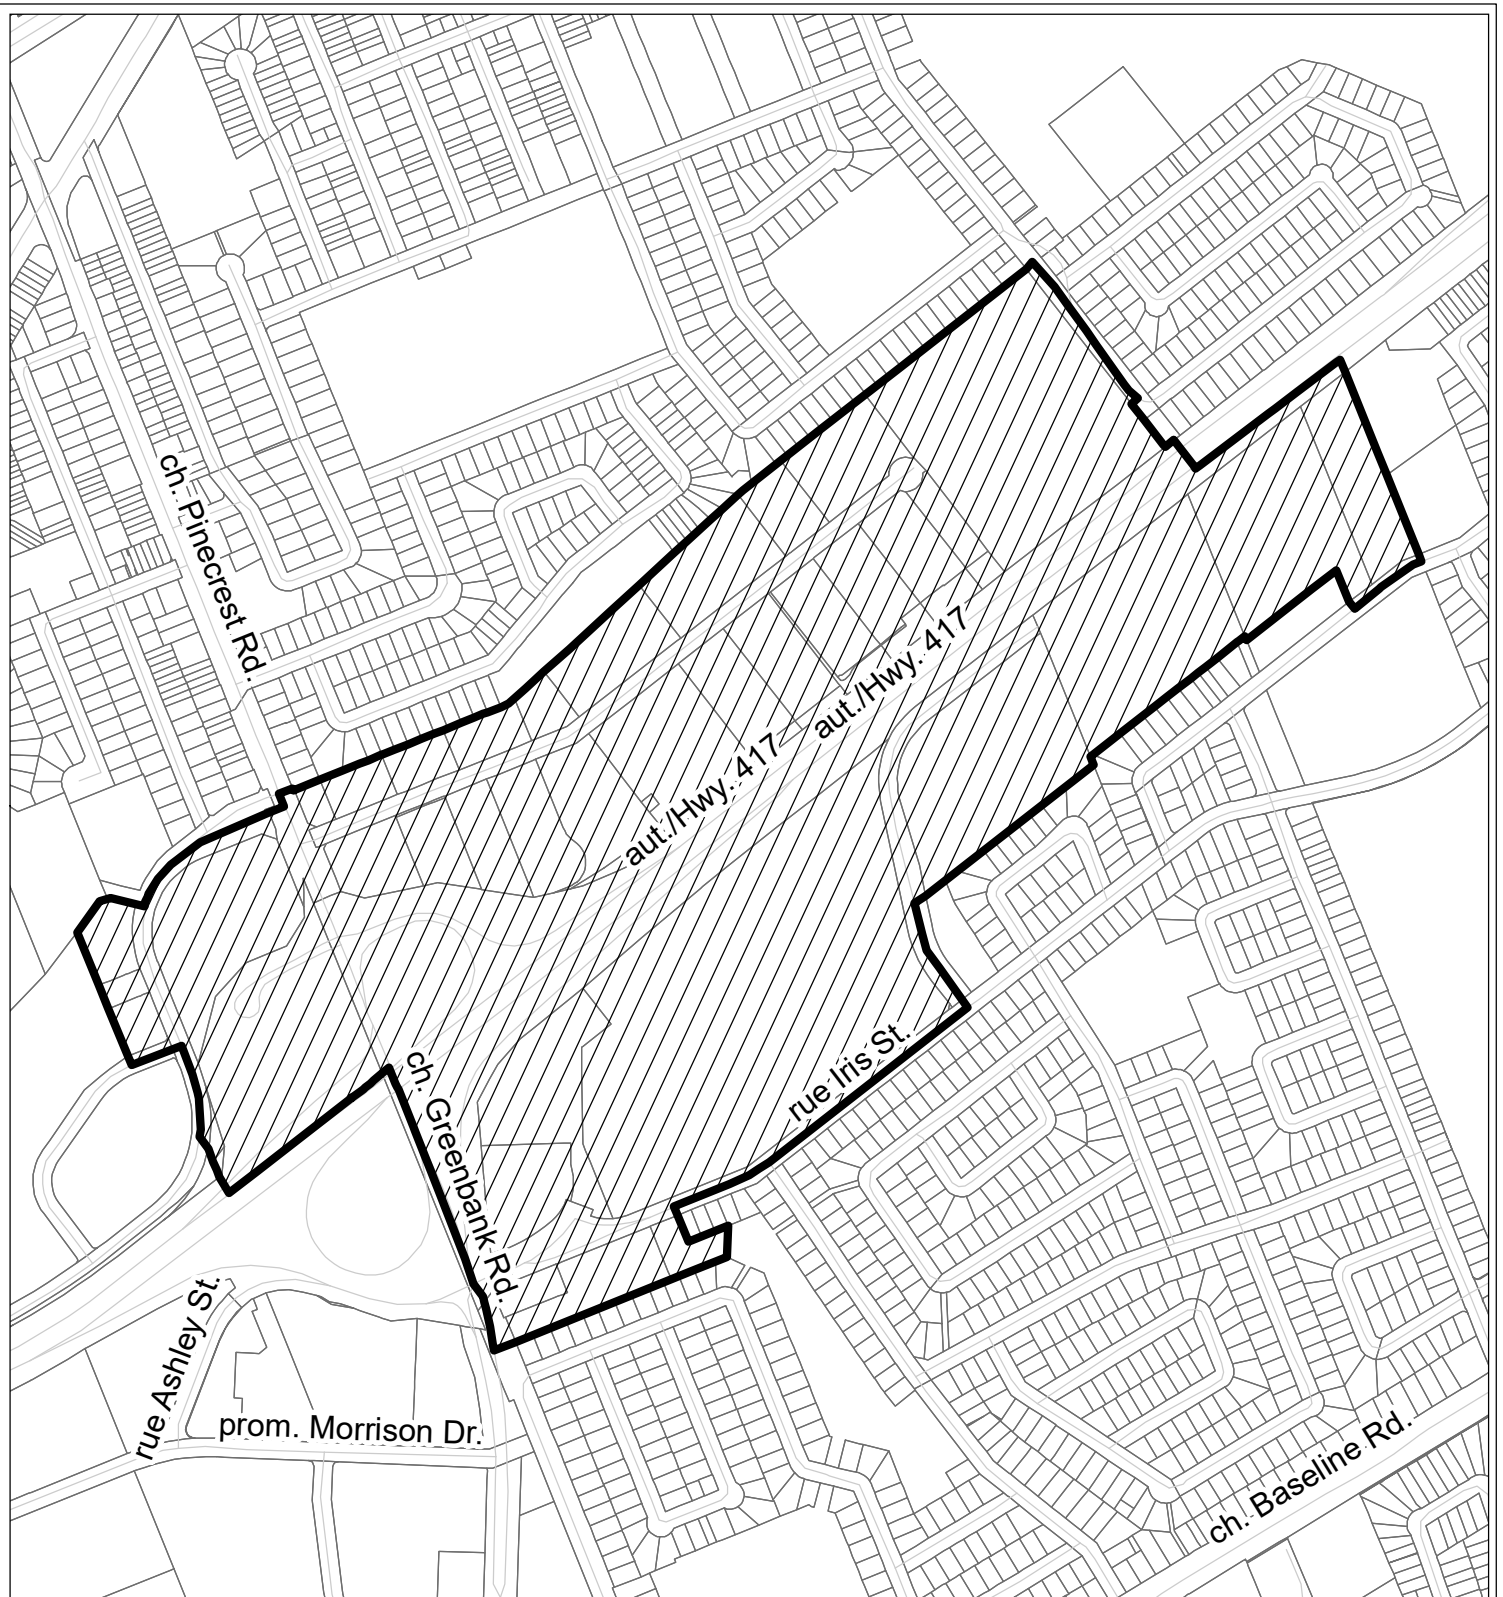 ch. Pinecrest Rd.
aut./Hwy. 417
aut./Hwy. 417
rue Iris St.
ch. Greenbank Rd.
rue Ashley St.
prom. Morrison Dr.
ch. Baseline Rd.